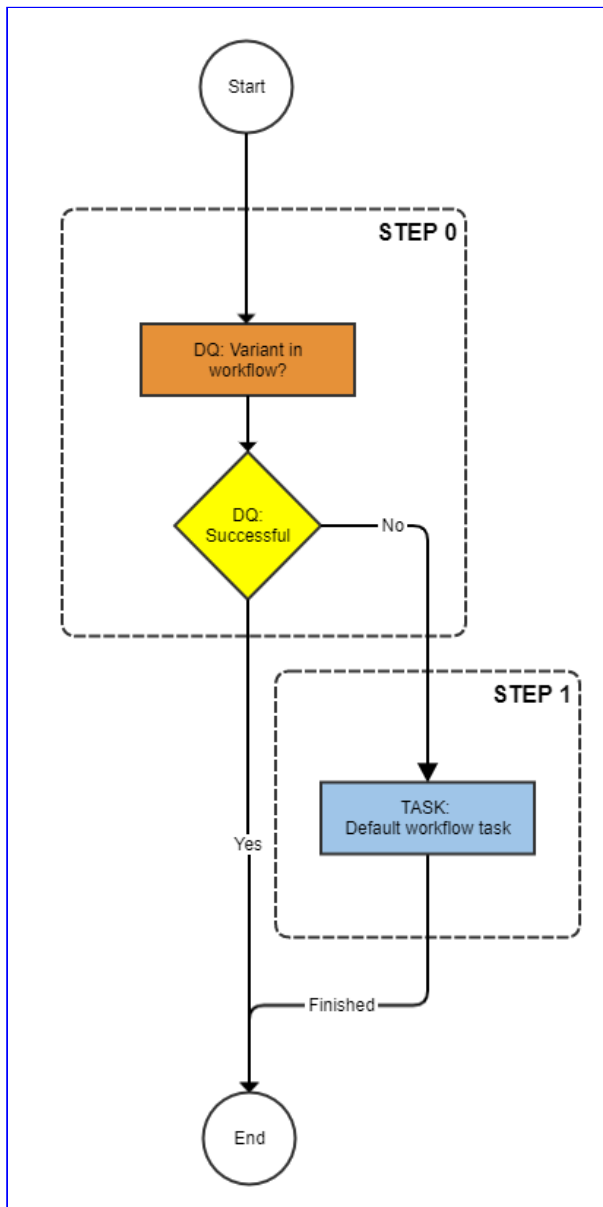 Start
STEP 0
DQ: Variant in
workflow?
DQ:
Successful
No
STEP 1
TASK:
Default workflow task
Yes
Finished
End